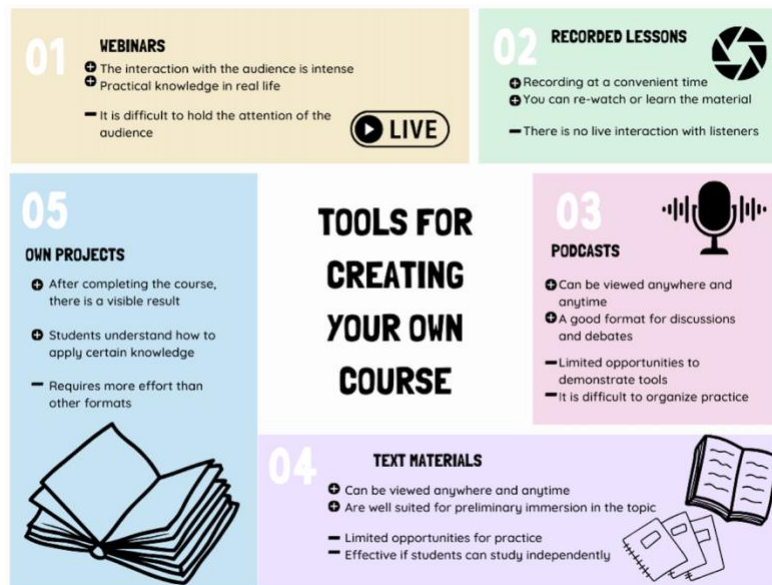 01
WEBINARS
The interaction with the audience is intense
Practical knowledge in real life
It is difficult to hold the attention of the
audience
LIVE
02
RECORDED LESSONS
Recording at a convenient time
You can re-watch or learn the material
There is no live interaction with listeners
TOOLS FOR
CREATING
YOUR OWN
COURSE
03
PODCASTS
Can be viewed anywhere and
anytime
A good format for discussions
and debates
Limited opportunities to
demonstrate tools
It is difficult to organize practice
04
TEXT MATERIALS
Can be viewed anywhere and anytime
Are well suited for preliminary immersion in the topic
Limited opportunities for practice
Effective if students can study independently
05
OWN PROJECTS
After completing the course,
there is a visible result
Students understand how to
apply certain knowledge
Requires more effort than
other formats